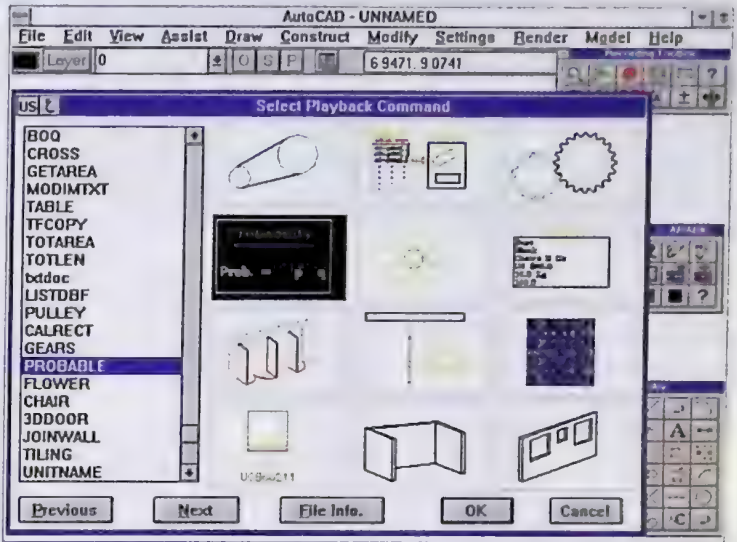 AutoCAD - UNNAMED
File Edit View Assist Draw Construct Modify Settings Render Model Help
Layer 0 O S P 6.9471, 9.0741
?
Select Playback Command
BOQ
CROSS
GETAREA
MODIMTXT
TABLE
TFCOPY
TOTAREA
TOTLEN
txtdoc
LISTDBF
PULLEY
CALRECT
GEARS
PROBABLE
FLOWER
CHAIR
3DDOOR
JOINWALL
TILING
UNITNAME
Prob. =
?
A
Previous Next File Info. OK Cancel